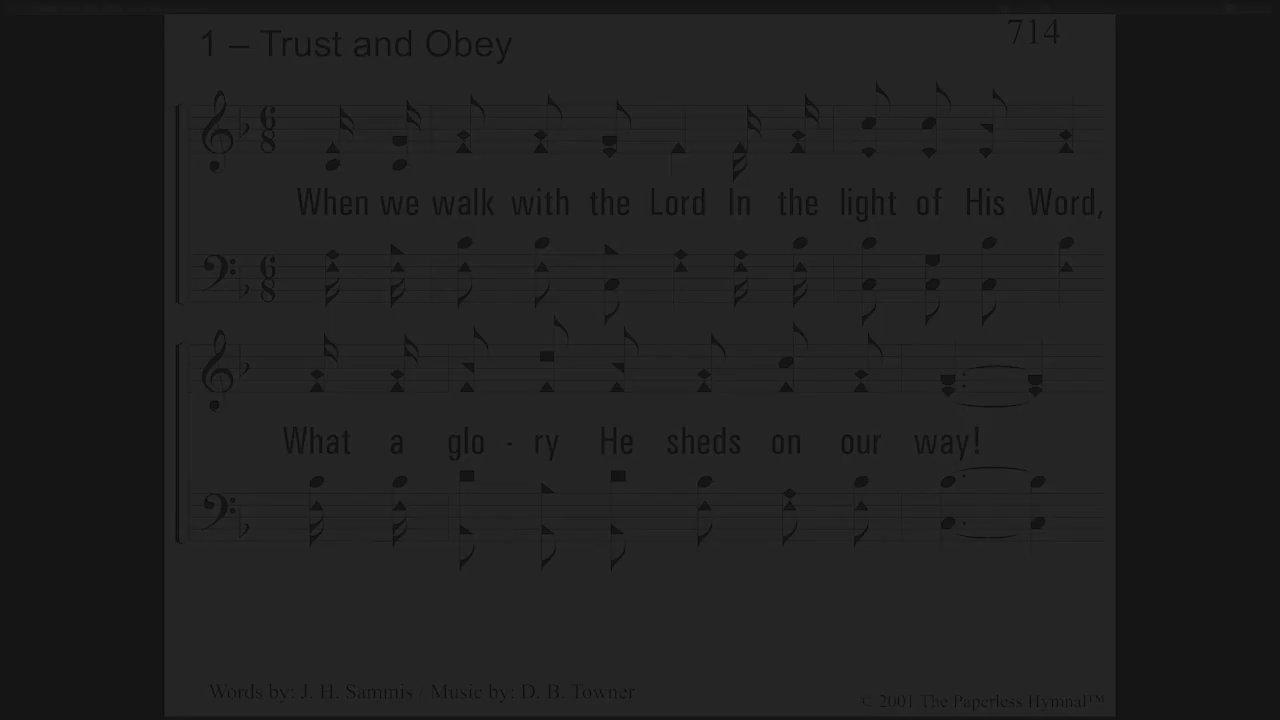 1 – Trust and Obey
714
When we walk with the Lord In the light of His Word,
What a glo - ry He sheds on our way!
Words by: J. H. Sammis / Music by: D. B. Towner
© 2001 The Paperless Hymnal™